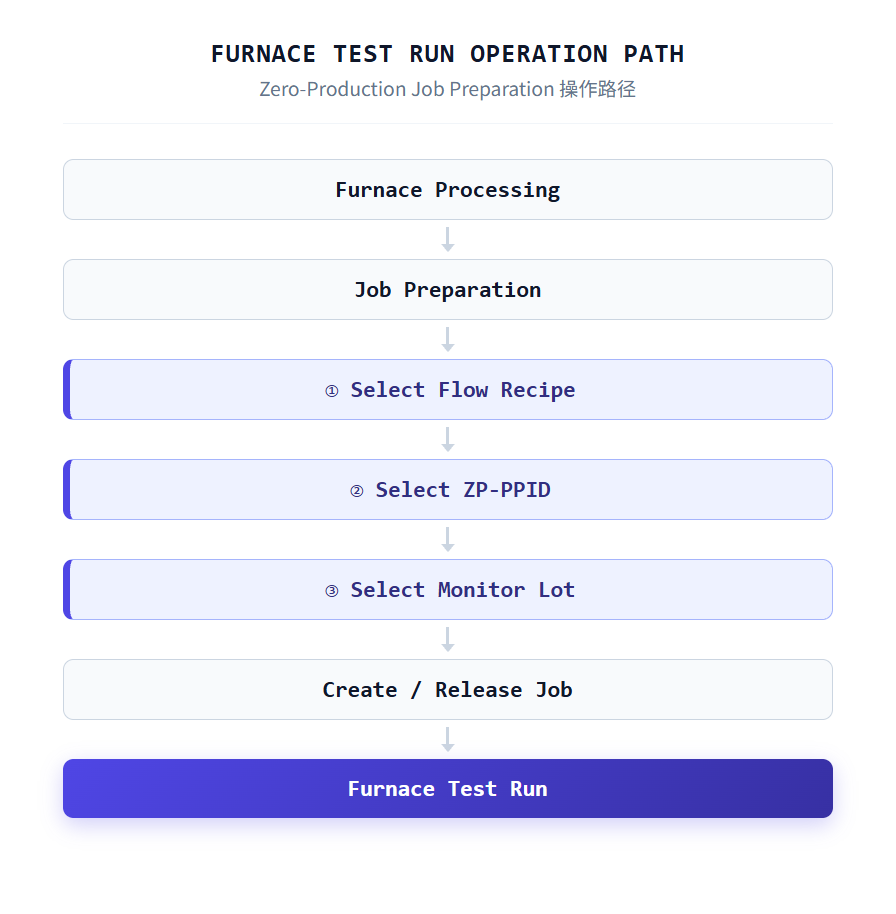 FURNACE TEST RUN OPERATION PATH
Zero-Production Job Preparation 操作路径
Furnace Processing
Job Preparation
① Select Flow Recipe
② Select ZP-PPID
③ Select Monitor Lot
Create / Release Job
Furnace Test Run